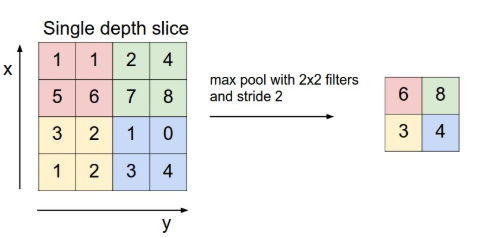 Single depth slice
x
1 1 2 4
5 6 7 8
3 2 1 0
1 2 3 4
y
max pool with 2x2 filters
and stride 2
6 8
3 4